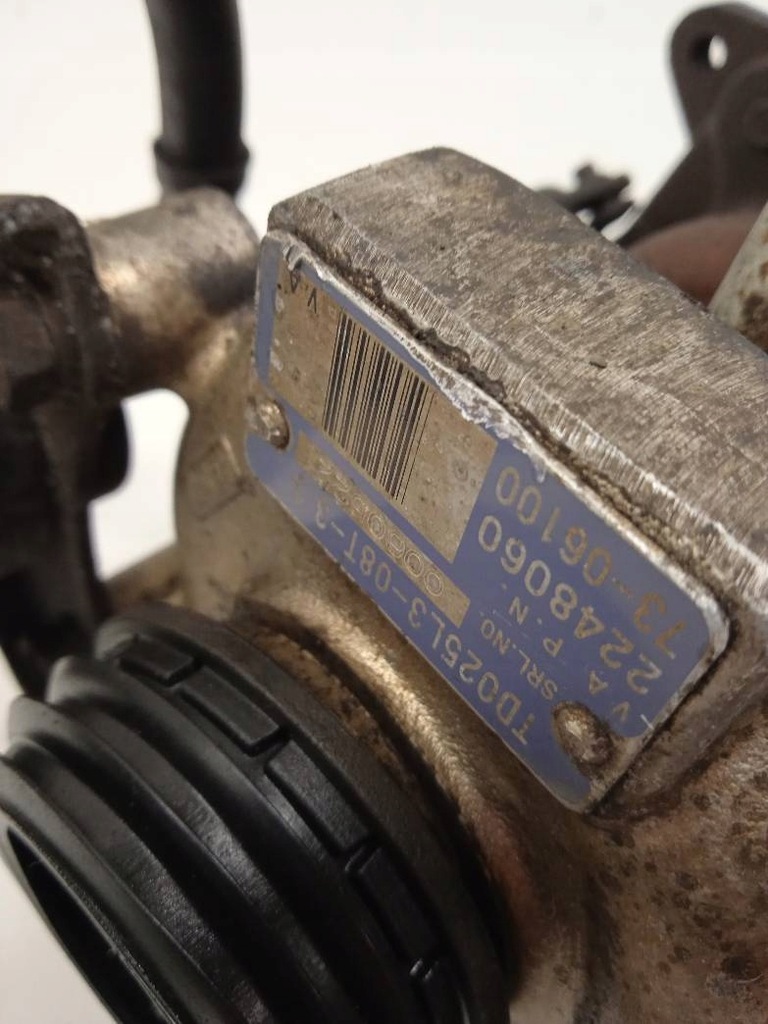 73-06100
2248060
V A P. N.
SRL.NO.
TD025L3-08T-3